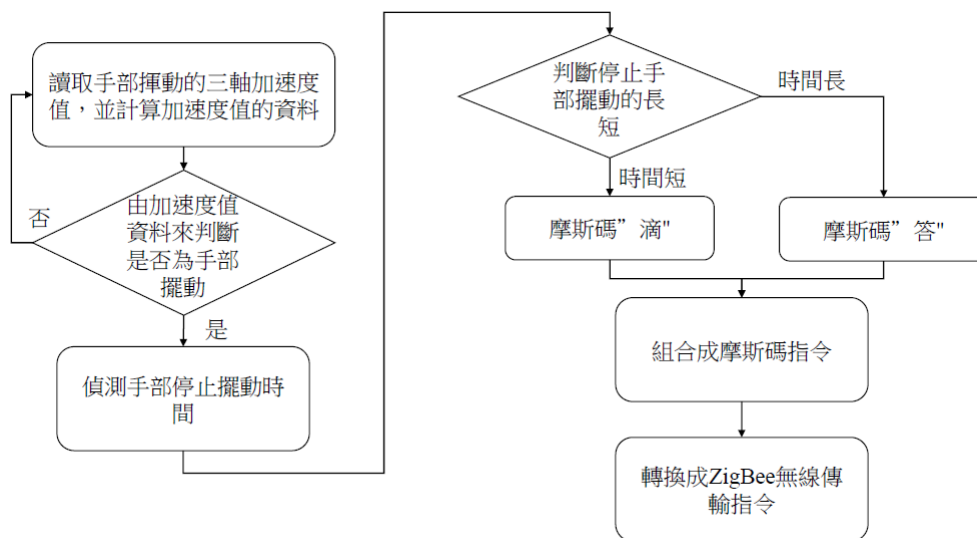 讀取手部揮動的三軸加速度
值，並計算加速度值的資料
否
由加速度值
資料來判斷
是否為手部
擺動
是
偵測手部停止擺動時
間
判斷停止手
部擺動的長
短
時間長
時間短
摩斯碼”滴"
摩斯碼”答"
組合成摩斯碼指令
轉換成ZigBee無線傳
輸指令